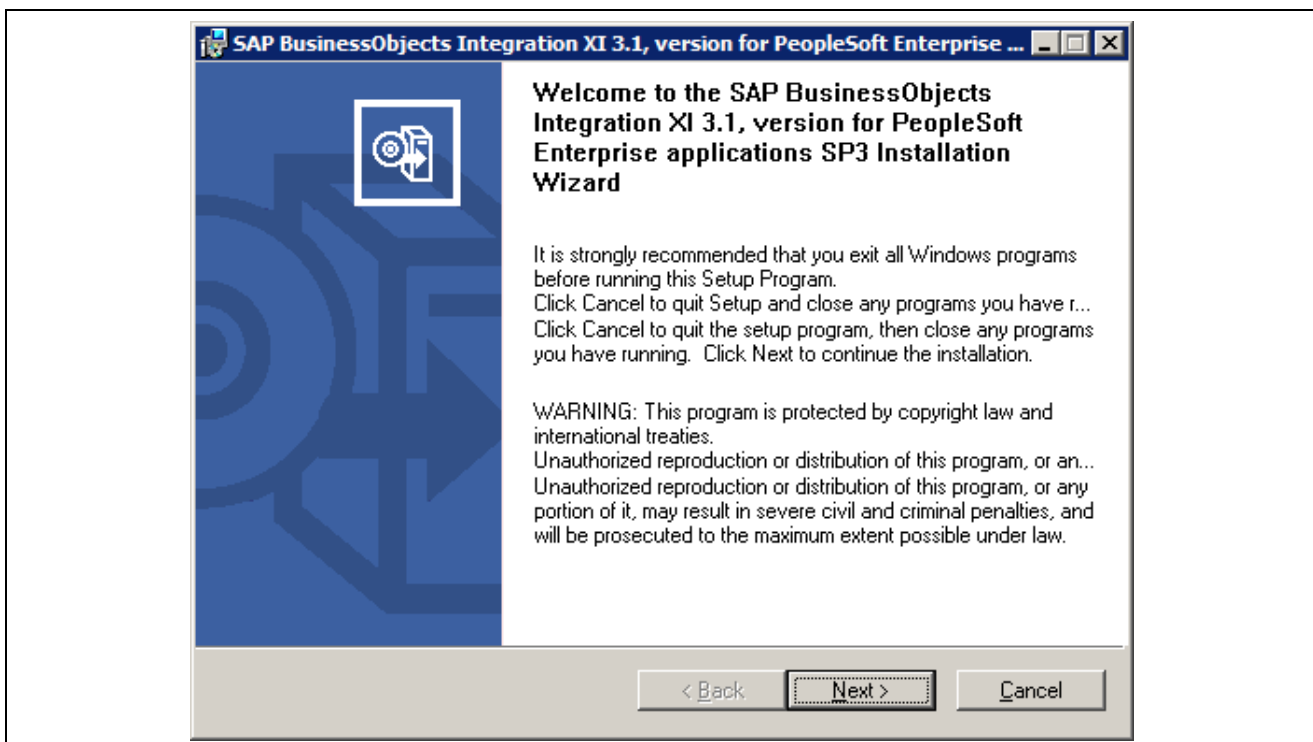 SAP BusinessObjects Integration XI 3.1, version for PeopleSoft Enterprise ...
Welcome to the SAP BusinessObjects
Integration XI 3.1, version for PeopleSoft
Enterprise applications SP3 Installation
Wizard
It is strongly recommended that you exit all Windows programs
before running this Setup Program.
Click Cancel to quit Setup and close any programs you have r...
Click Cancel to quit the setup program, then close any programs
you have running.  Click Next to continue the installation.
WARNING: This program is protected by copyright law and
international treaties.
Unauthorized reproduction or distribution of this program, or an...
Unauthorized reproduction or distribution of this program, or any
portion of it, may result in severe civil and criminal penalties, and
will be prosecuted to the maximum extent possible under law.
< Back
Next >
Cancel